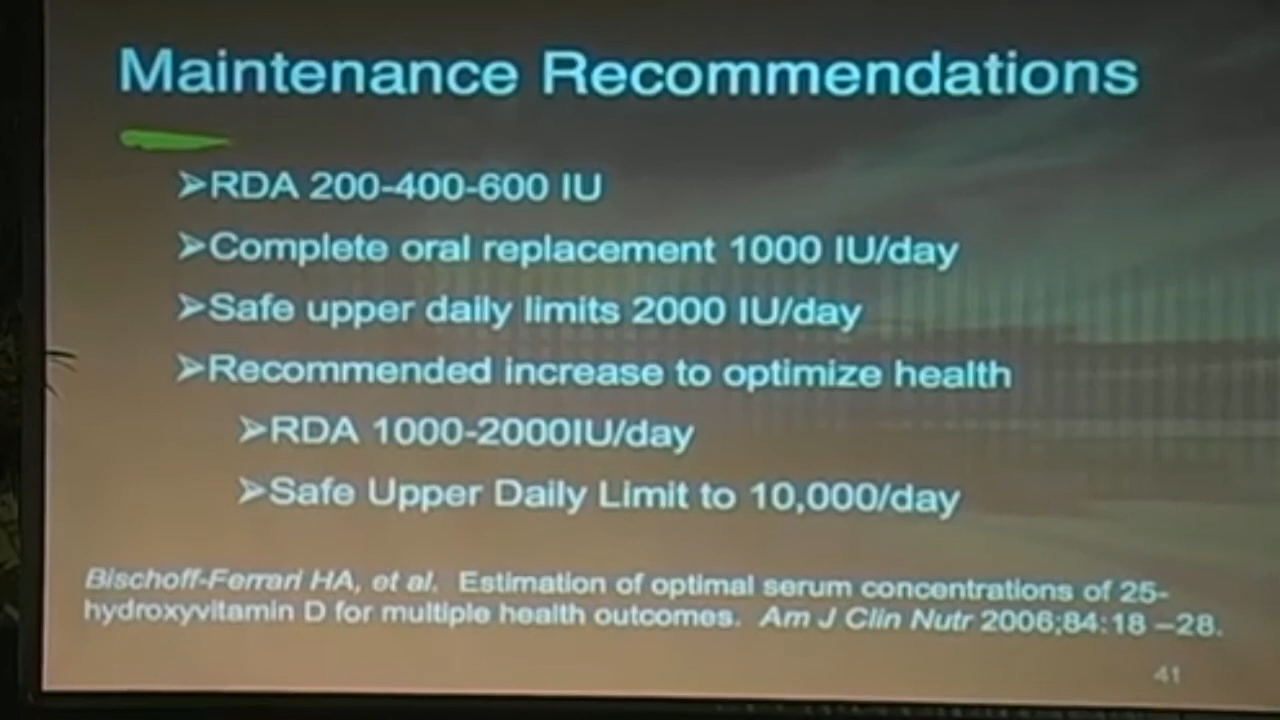 Maintenance Recommendations
➢RDA 200-400-600 IU
➢Complete oral replacement 1000 IU/day
➢Safe upper daily limits 2000 IU/day
➢Recommended increase to optimize health
➢RDA 1000-2000IU/day
➢Safe Upper Daily Limit to 10,000/day
Bischoff-Ferrari HA, et al. Estimation of optimal serum concentrations of 25-
hydroxyvitamin D for multiple health outcomes. Am J Clin Nutr 2006;84:18 –28.
41